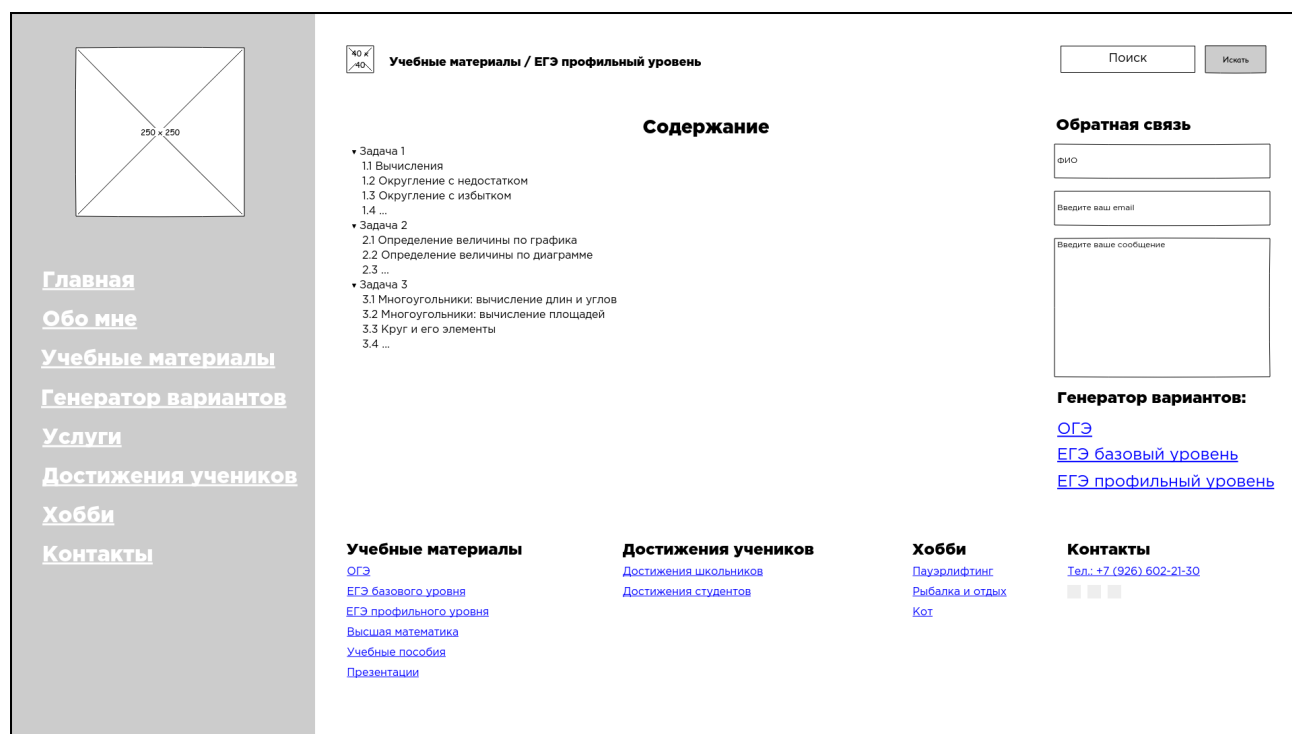 250 x 250
Главная
Обо мне
Учебные материалы
Генератор вариантов
Услуги
Достижения учеников
Хобби
Контакты
40 x
40
Учебные материалы / ЕГЭ профильный уровень
Поиск
Искать
Содержание
▾ Задача 1
1.1 Вычисления
1.2 Округление с недостатком
1.3 Округление с избытком
1.4 ...
▾ Задача 2
2.1 Определение величины по графика
2.2 Определение величины по диаграмме
2.3 ...
▾ Задача 3
3.1 Многоугольники: вычисление длин и углов
3.2 Многоугольники: вычисление площадей
3.3 Круг и его элементы
3.4 ...
Обратная связь
ФИО
Введите ваш email
Введите ваше сообщение
Генератор вариантов:
ОГЭ
ЕГЭ базовый уровень
ЕГЭ профильный уровень
Учебные материалы
ОГЭ
ЕГЭ базового уровня
ЕГЭ профильного уровня
Высшая математика
Учебные пособия
Презентации
Достижения учеников
Достижения школьников
Достижения студентов
Хобби
Пауэрлифтинг
Рыбалка и отдых
Кот
Контакты
Тел.: +7 (926) 602-21-30